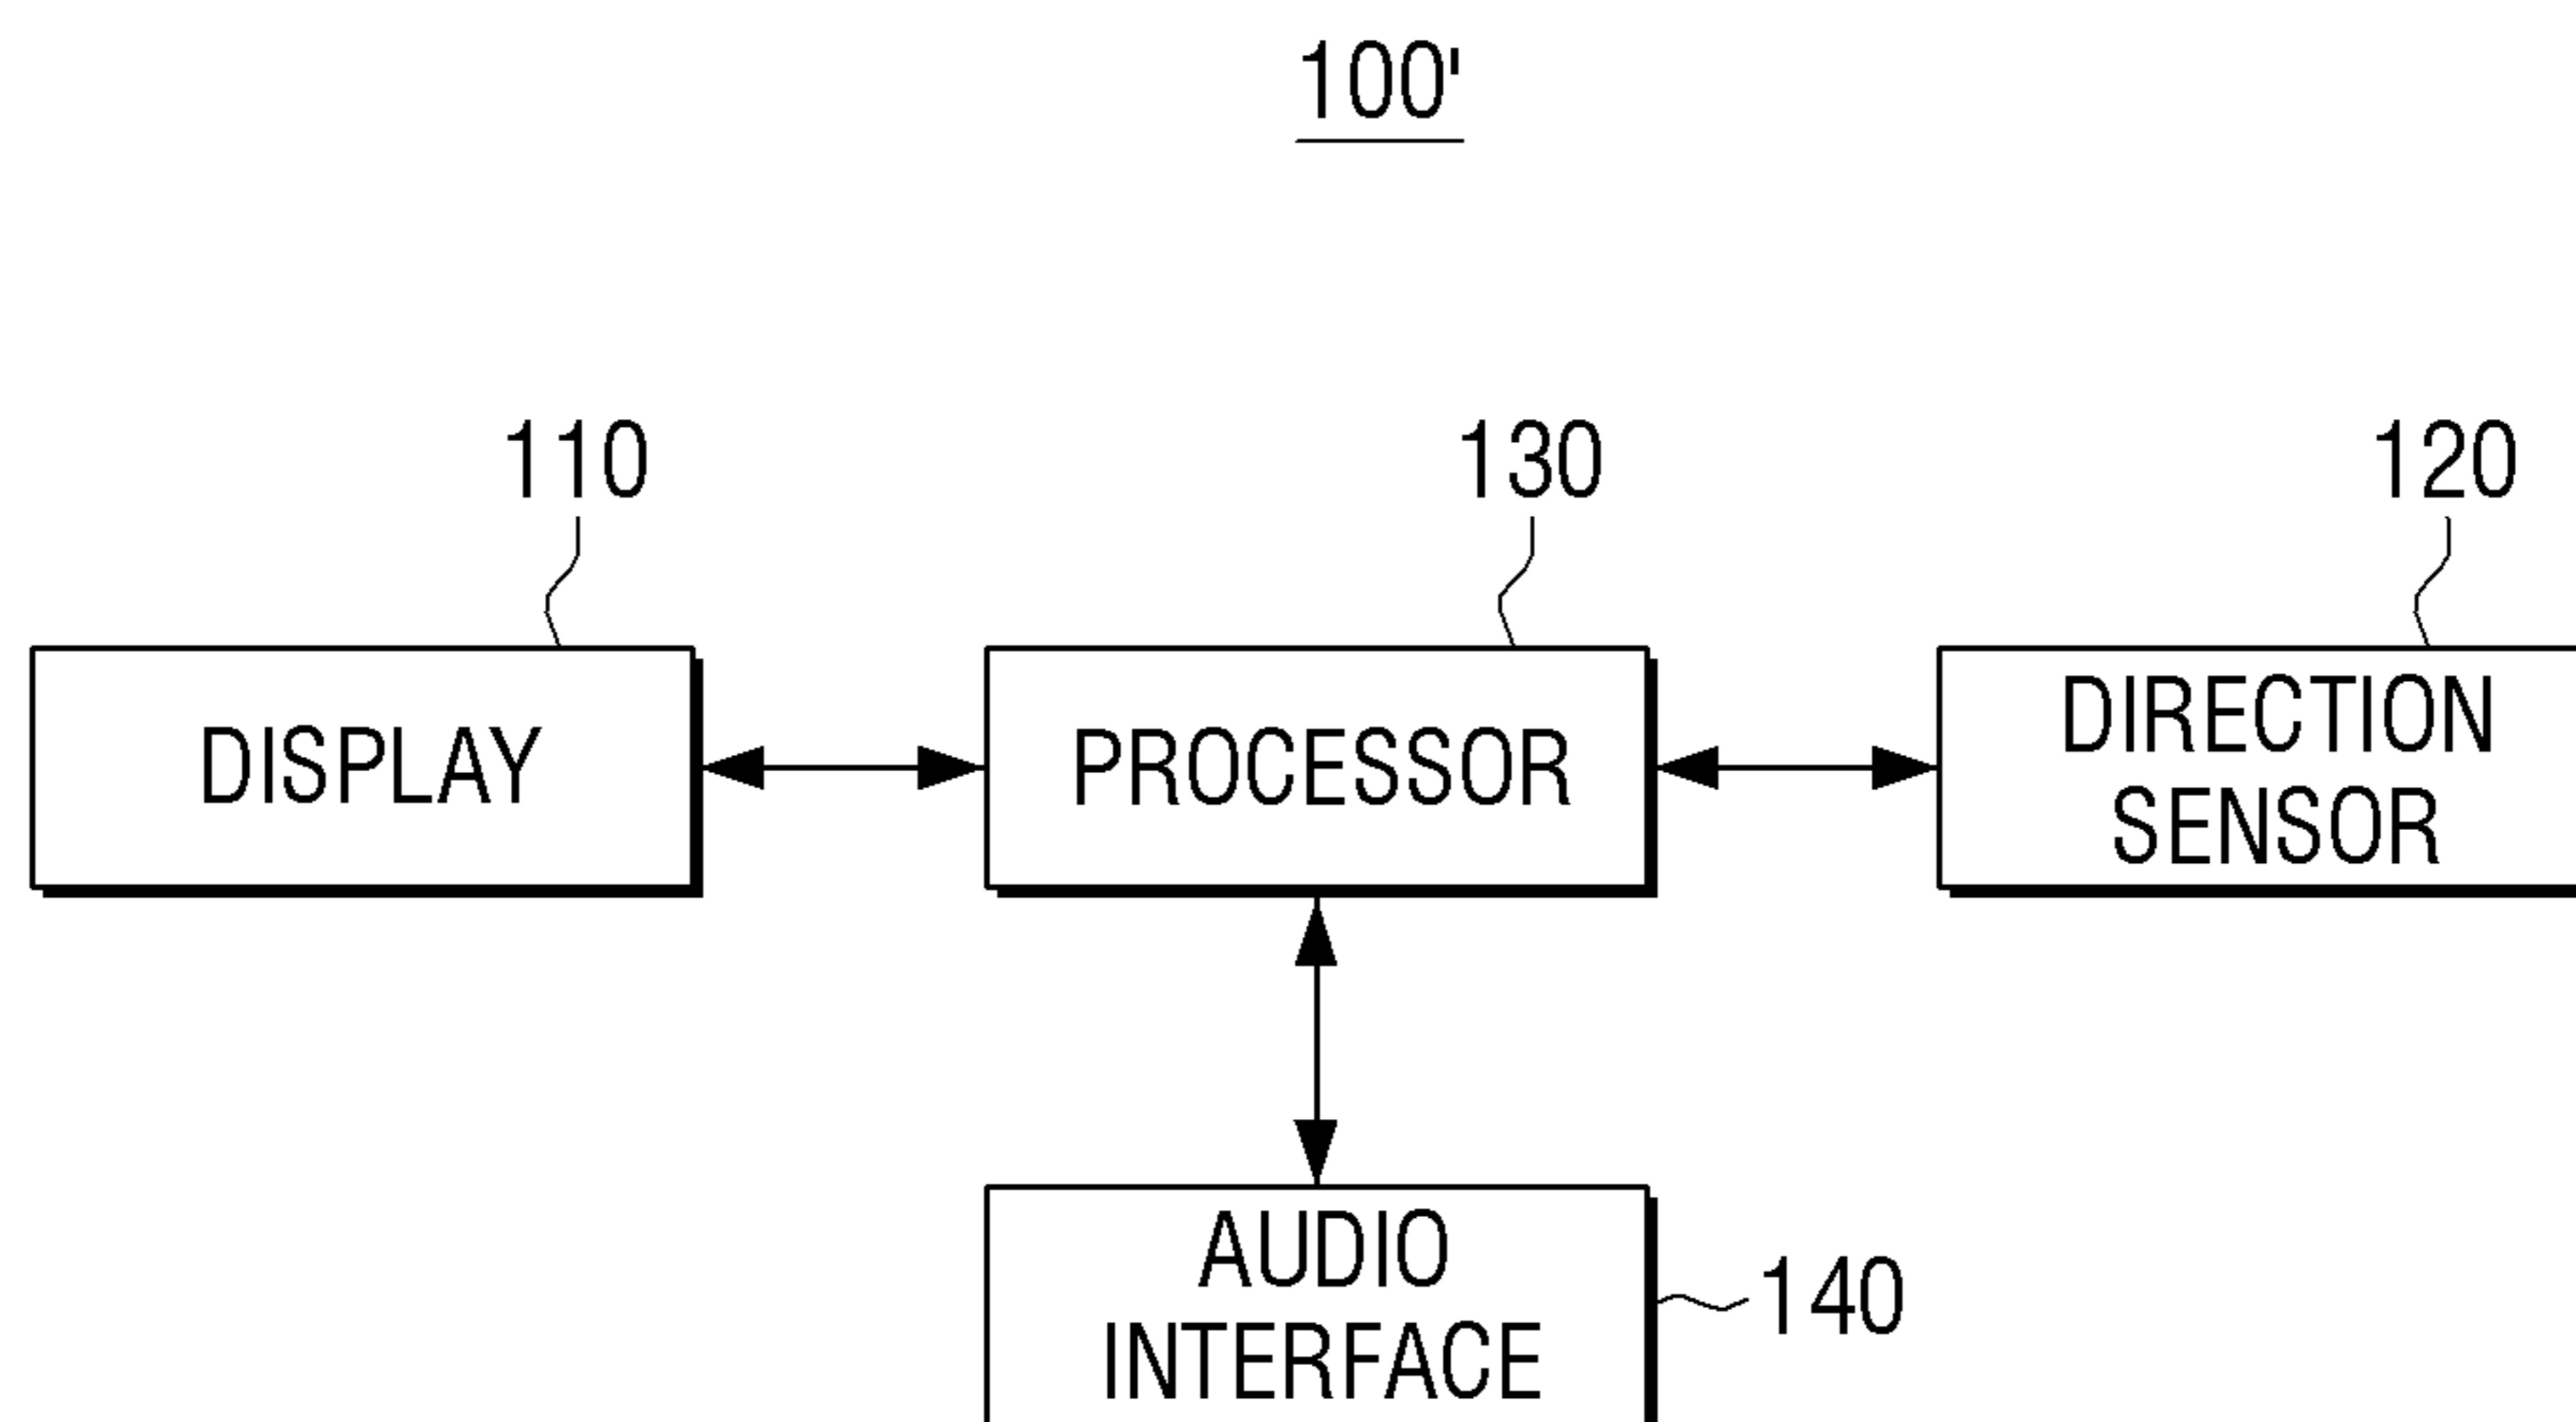 100'
110
130
120
DISPLAY
PROCESSOR
DIRECTION
SENSOR
AUDIO
INTERFACE
140